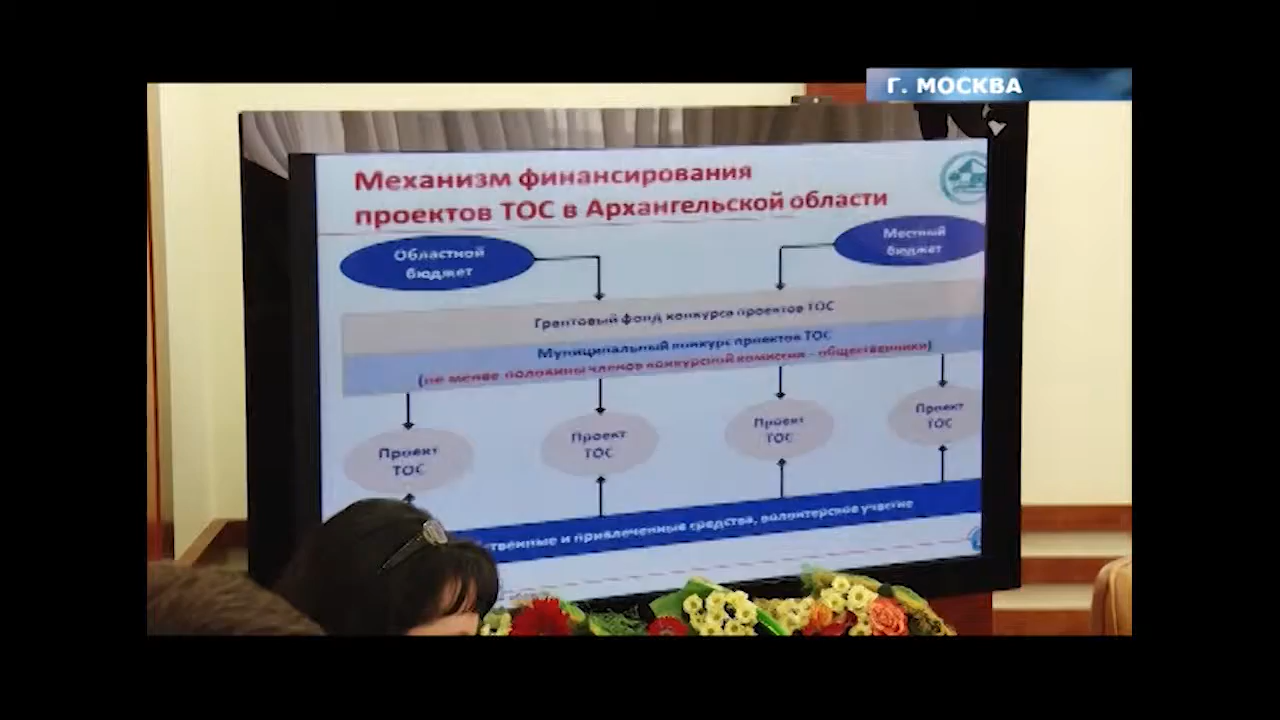 Г. МОСКВА
Механизм финансирования
проектов ТОС в Архангельской области
Областной
бюджет
Местный
бюджет
Грантовый фонд конкурса проектов ТОС
Муниципальный конкурс проектов ТОС
(не менее половины членов конкурсной комиссии - общественники)
Проект
ТОС
Проект
ТОС
Проект
ТОС
Проект
ТОС
и привлеченные средства, волонтерское участие